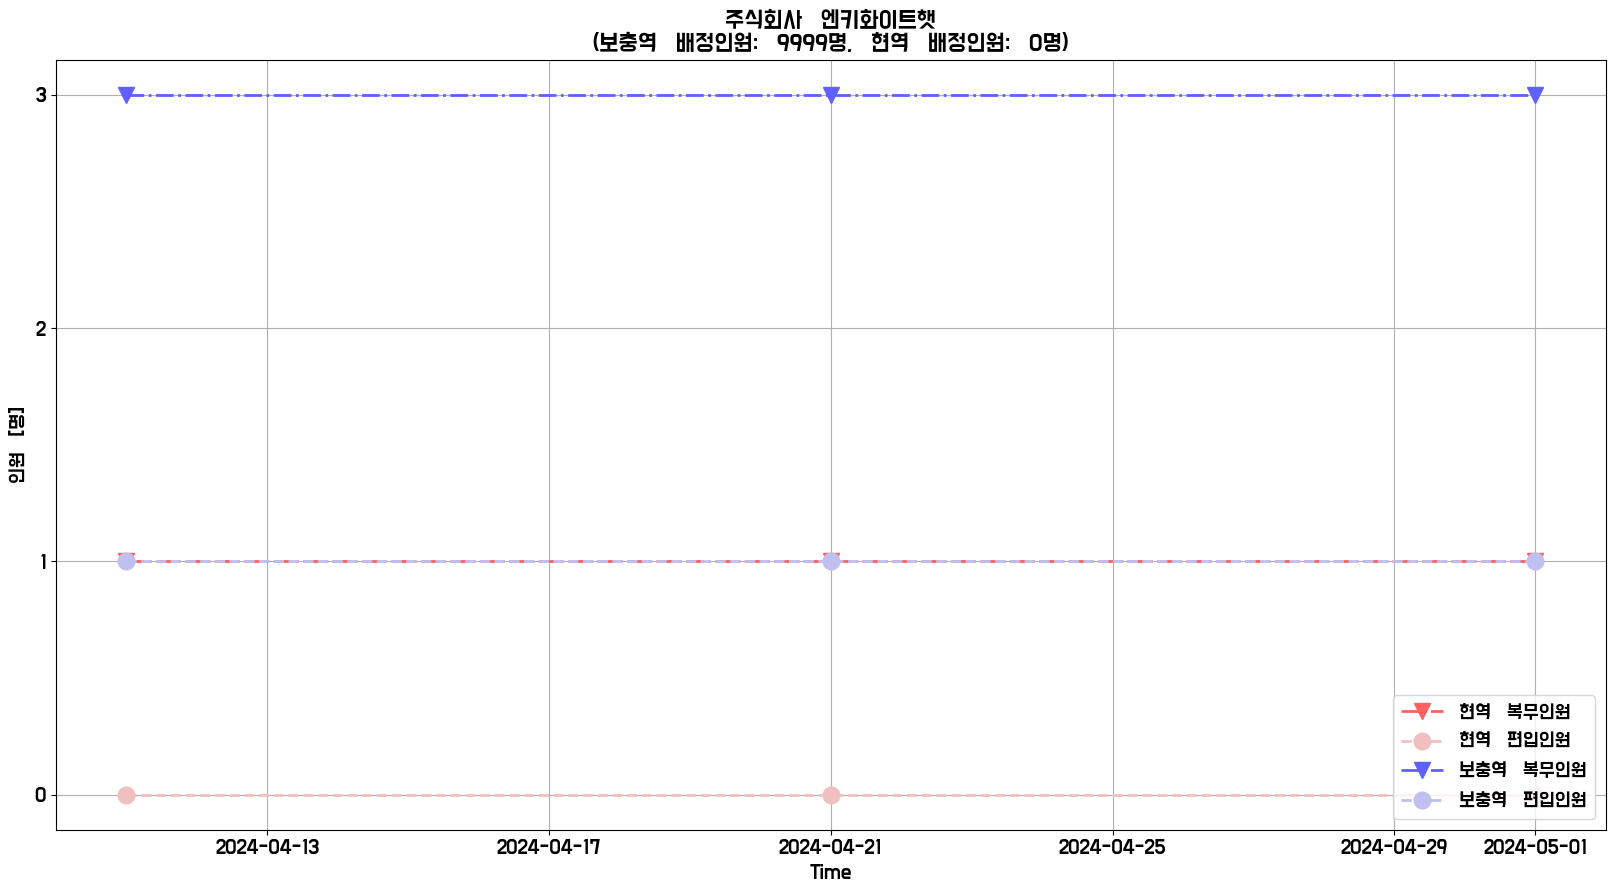 주식회사 엔키화이트햇
(보충역 배정인원: 9999명, 현역 배정인원: 0명)
3
2
1
0
인원 [명]
현역 복무인원
현역 편입인원
보충역 복무인원
보충역 편입인원
2024-04-13 2024-04-17 2024-04-21 2024-04-25 2024-04-29 2024-05-01
Time